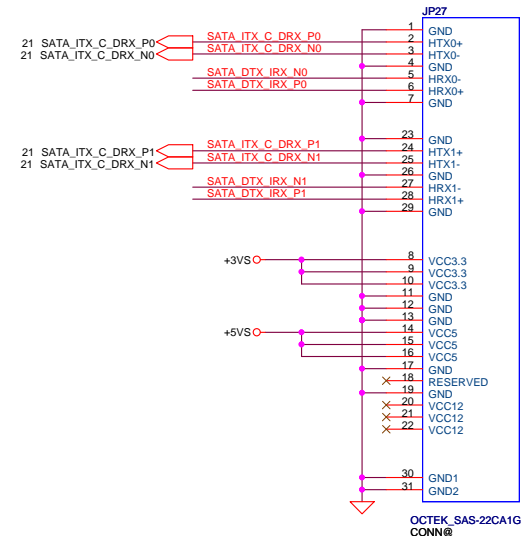 JP27
1 GND
21 SATA_ITX_C_DRX_P0 SATA_ITX_C_DRX_P0 2 HTX0+
21 SATA_ITX_C_DRX_N0 SATA_ITX_C_DRX_N0 3 HTX0-
4 GND
SATA_DTX_IRX_N0 5 HRX0-
SATA_DTX_IRX_P0 6 HRX0+
7 GND
23 GND
21 SATA_ITX_C_DRX_P1 SATA_ITX_C_DRX_P1 24 HTX1+
21 SATA_ITX_C_DRX_N1 SATA_ITX_C_DRX_N1 25 HTX1-
26 GND
SATA_DTX_IRX_N1 27 HRX1-
SATA_DTX_IRX_P1 28 HRX1+
29 GND
+3VS 8 VCC3.3
9 VCC3.3
10 VCC3.3
11 GND
12 GND
13 GND
+5VS 14 VCC5
15 VCC5
16 VCC5
17 GND
18 RESERVED
19 GND
20 VCC12
21 VCC12
22 VCC12
30 GND1
31 GND2
OCTEK_SAS-22CA1G
CONN@